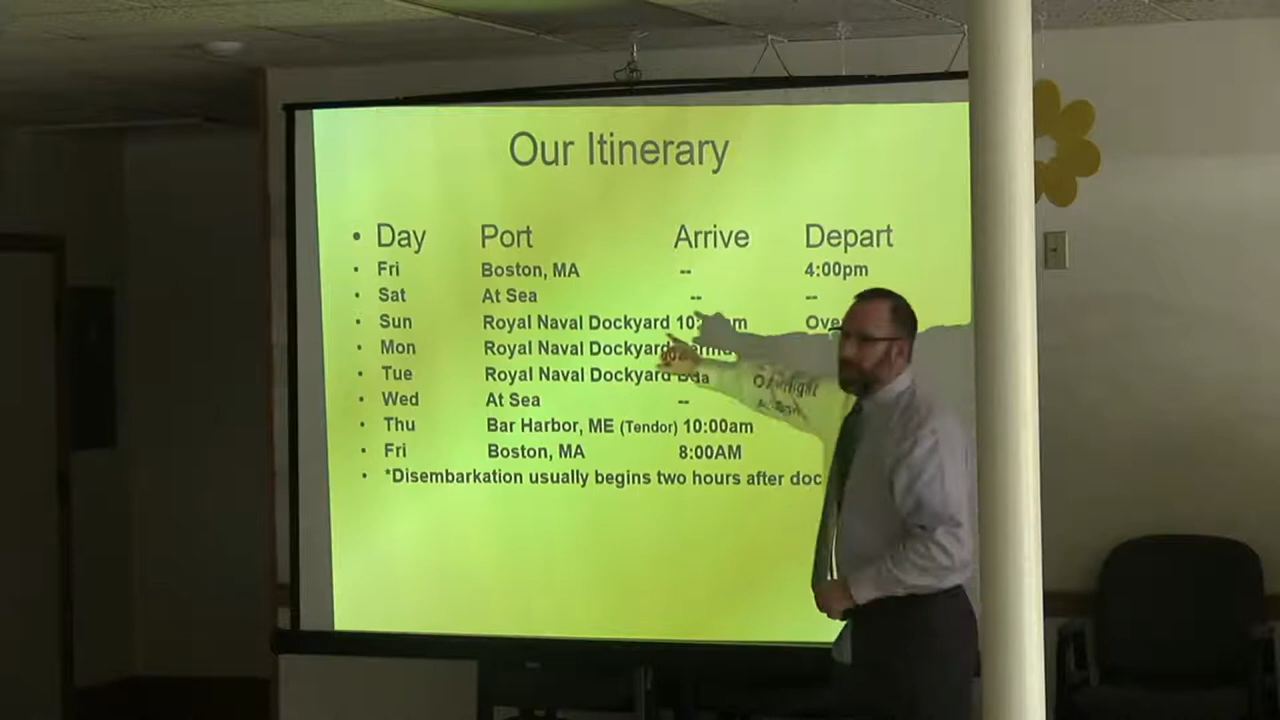 Our Itinerary
• Day Port Arrive Depart
• Fri Boston, MA -- 4:00pm
• Sat At Sea -- --
• Sun Royal Naval Dockyard
• Mon Royal Naval Dockyard
• Tue Royal Naval Dockyard
• Wed At Sea --
• Thu Bar Harbor, ME (Tendor) 10:00am
• Fri Boston, MA 8:00AM
• *Disembarkation usually begins two hours after